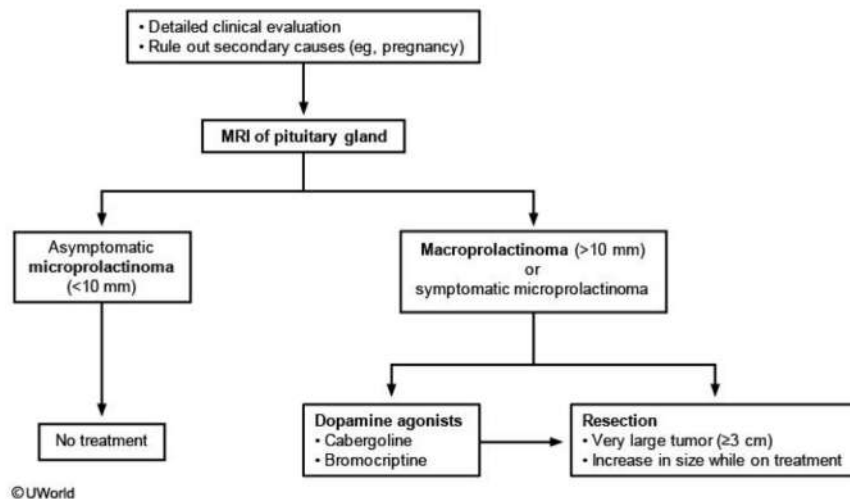 • Detailed clinical evaluation
• Rule out secondary causes (eg, pregnancy)
MRI of pituitary gland
Asymptomatic
microprolactinoma
(<10 mm)
Macroprolactinoma (>10 mm)
or
symptomatic microprolactinoma
No treatment
Dopamine agonists
• Cabergoline
• Bromocriptine
Resection
• Very large tumor (≥3 cm)
• Increase in size while on treatment
©UWorld